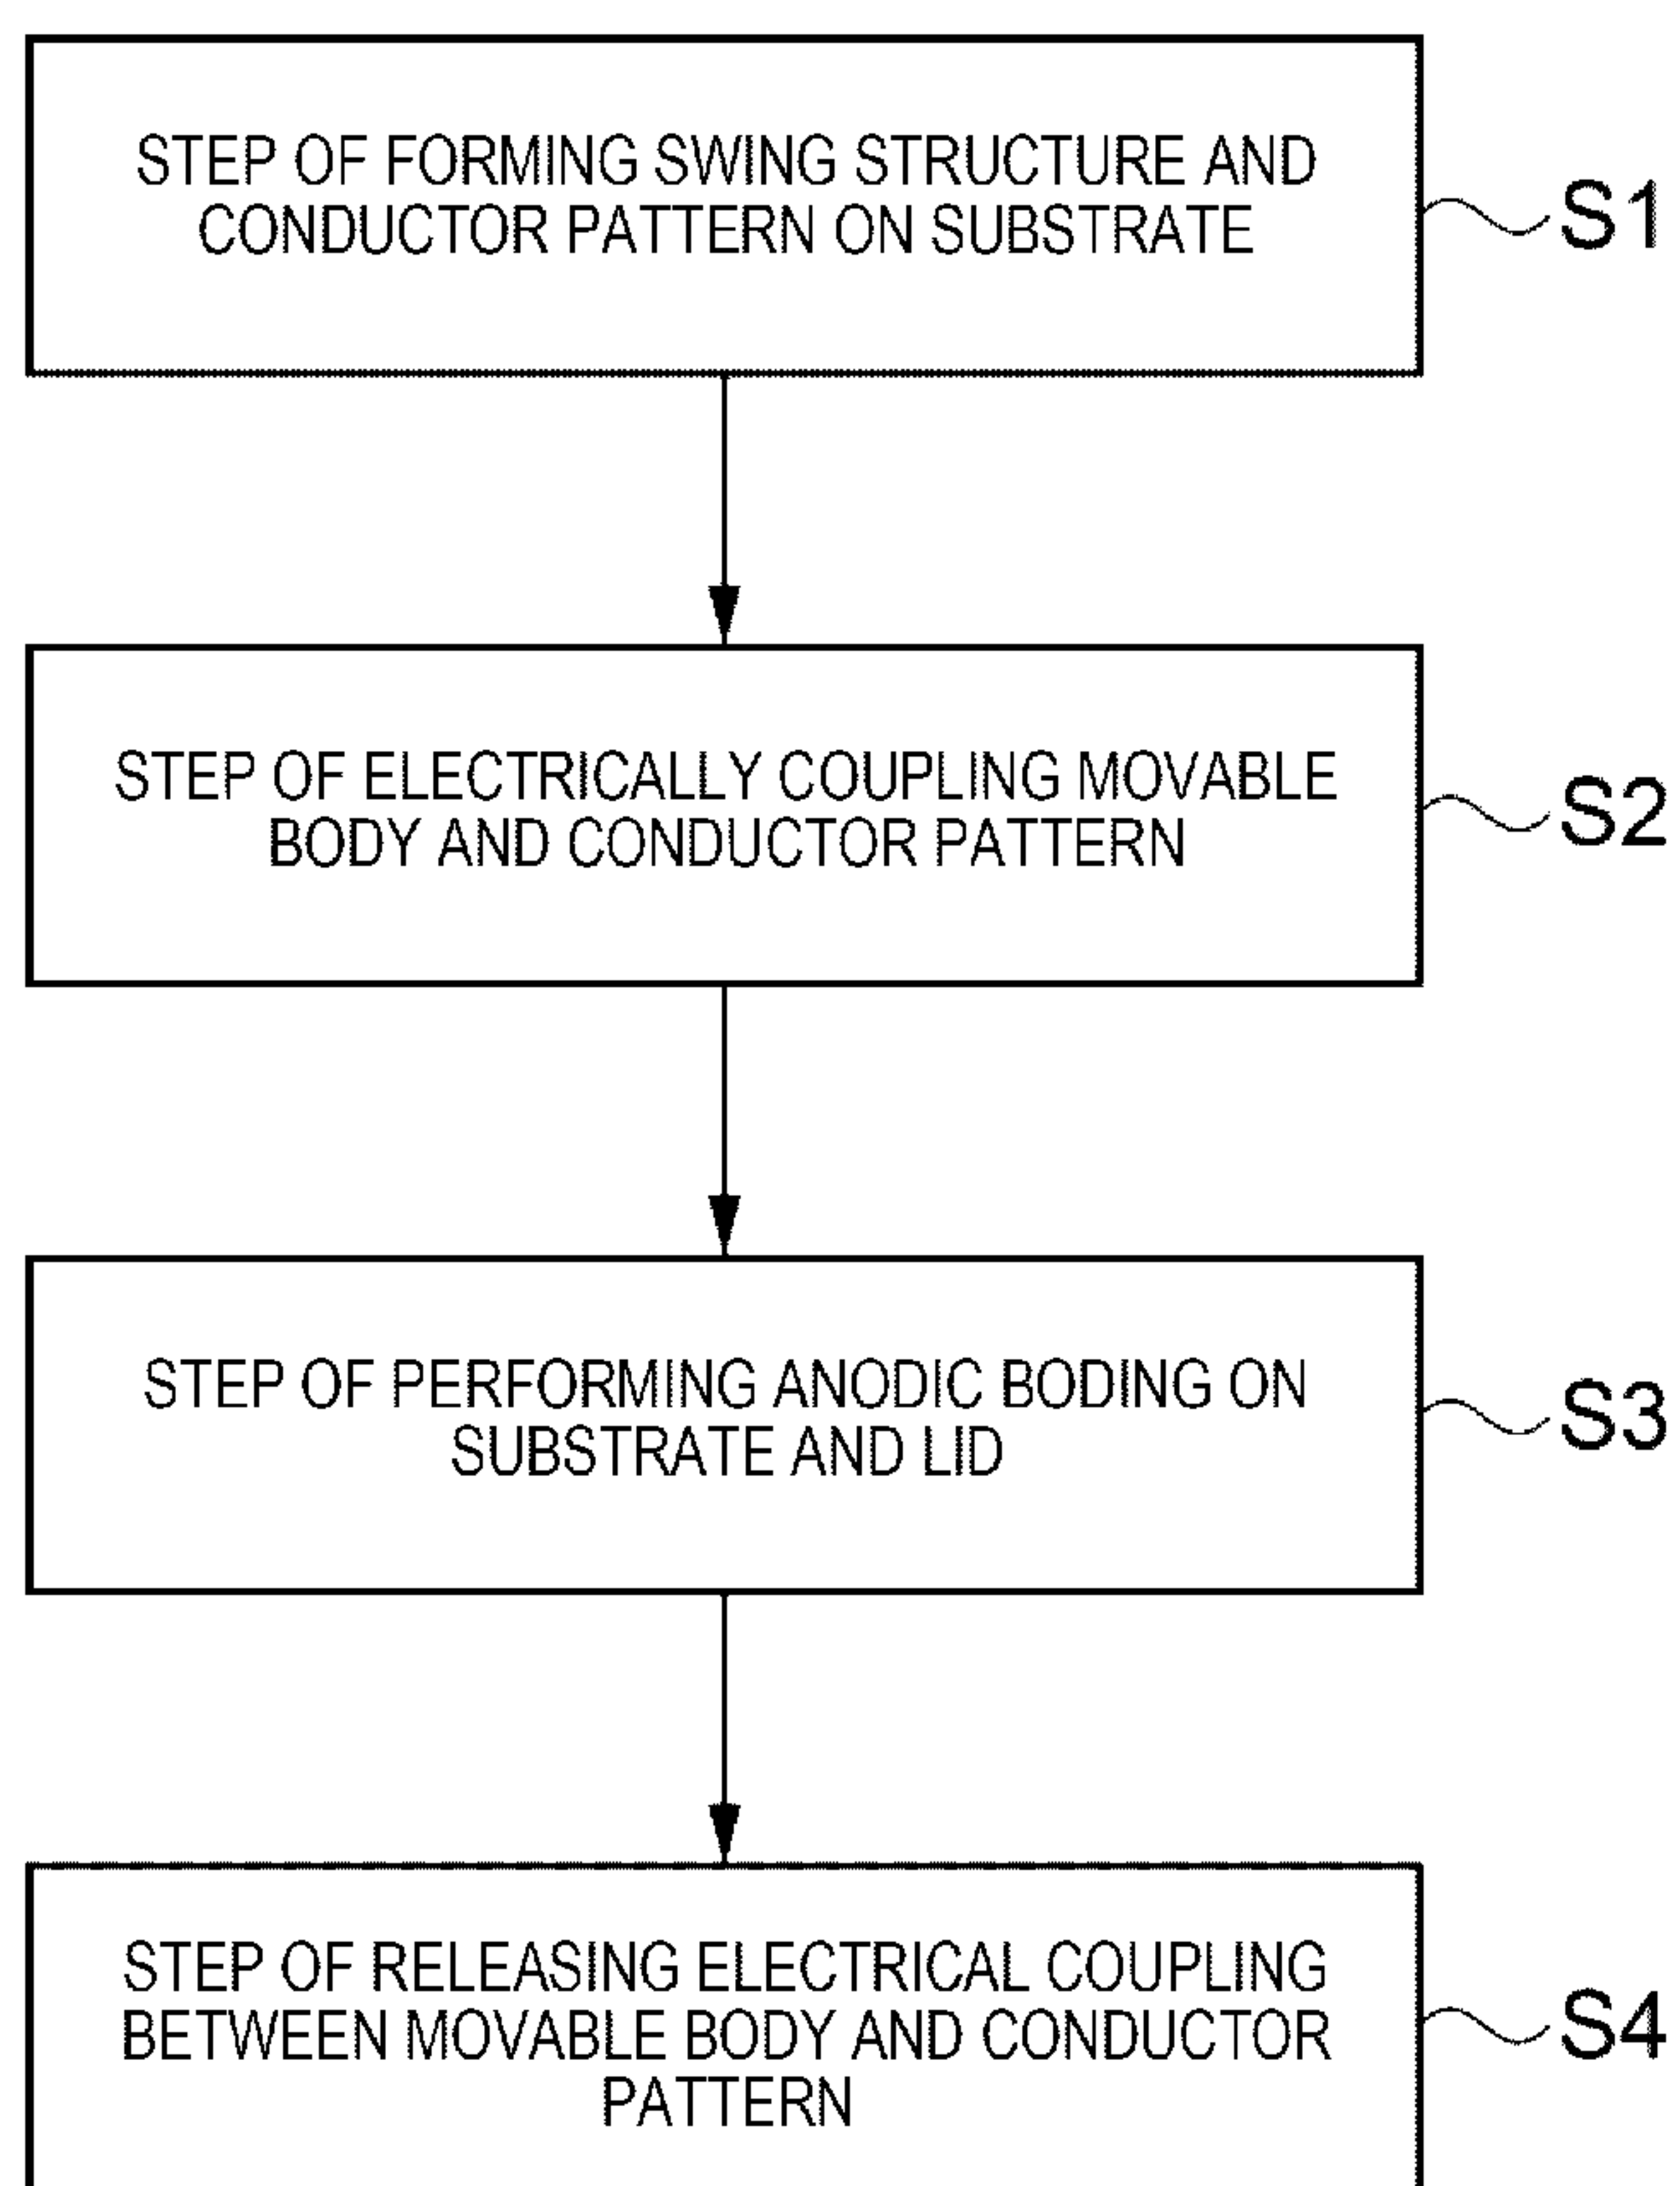 STEP OF FORMING SWING STRUCTURE AND
CONDUCTOR PATTERN ON SUBSTRATE
S1
STEP OF ELECTRICALLY COUPLING MOVABLE
BODY AND CONDUCTOR PATTERN
S2
STEP OF PERFORMING ANODIC BODING ON
SUBSTRATE AND LID
S3
STEP OF RELEASING ELECTRICAL COUPLING
BETWEEN MOVABLE BODY AND CONDUCTOR
PATTERN
S4